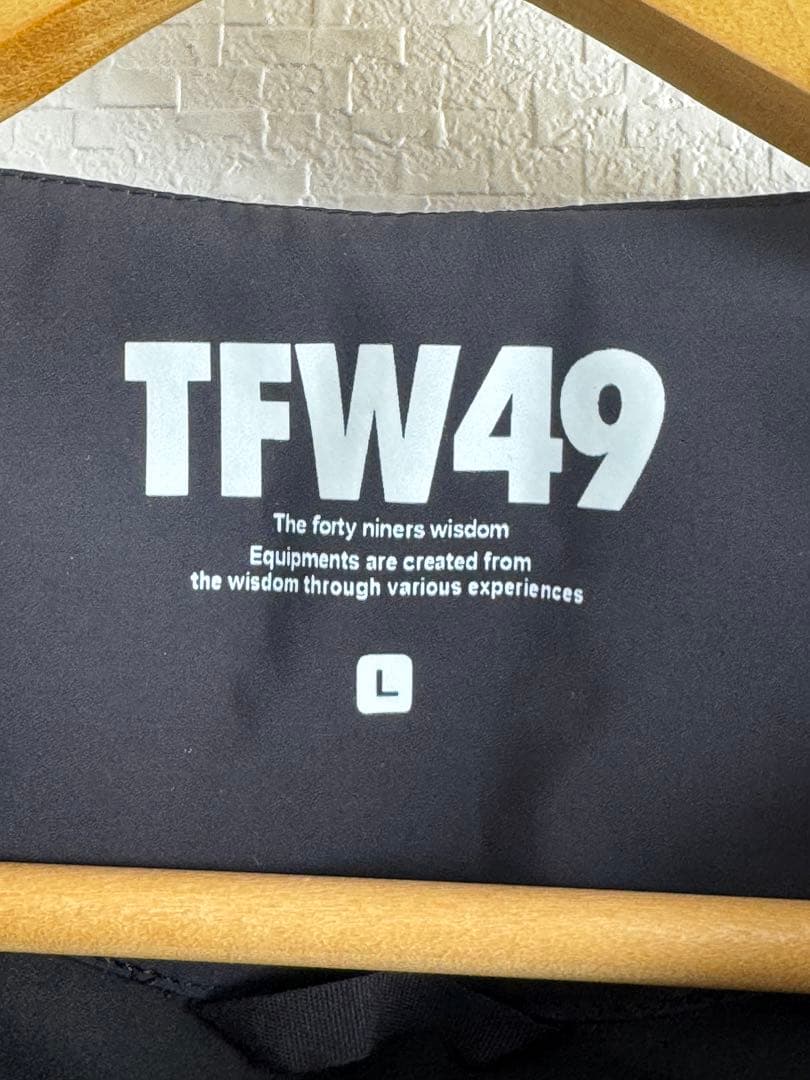 TFW49
The forty niners wisdom
Equipments are created from
the wisdom through various experiences
L